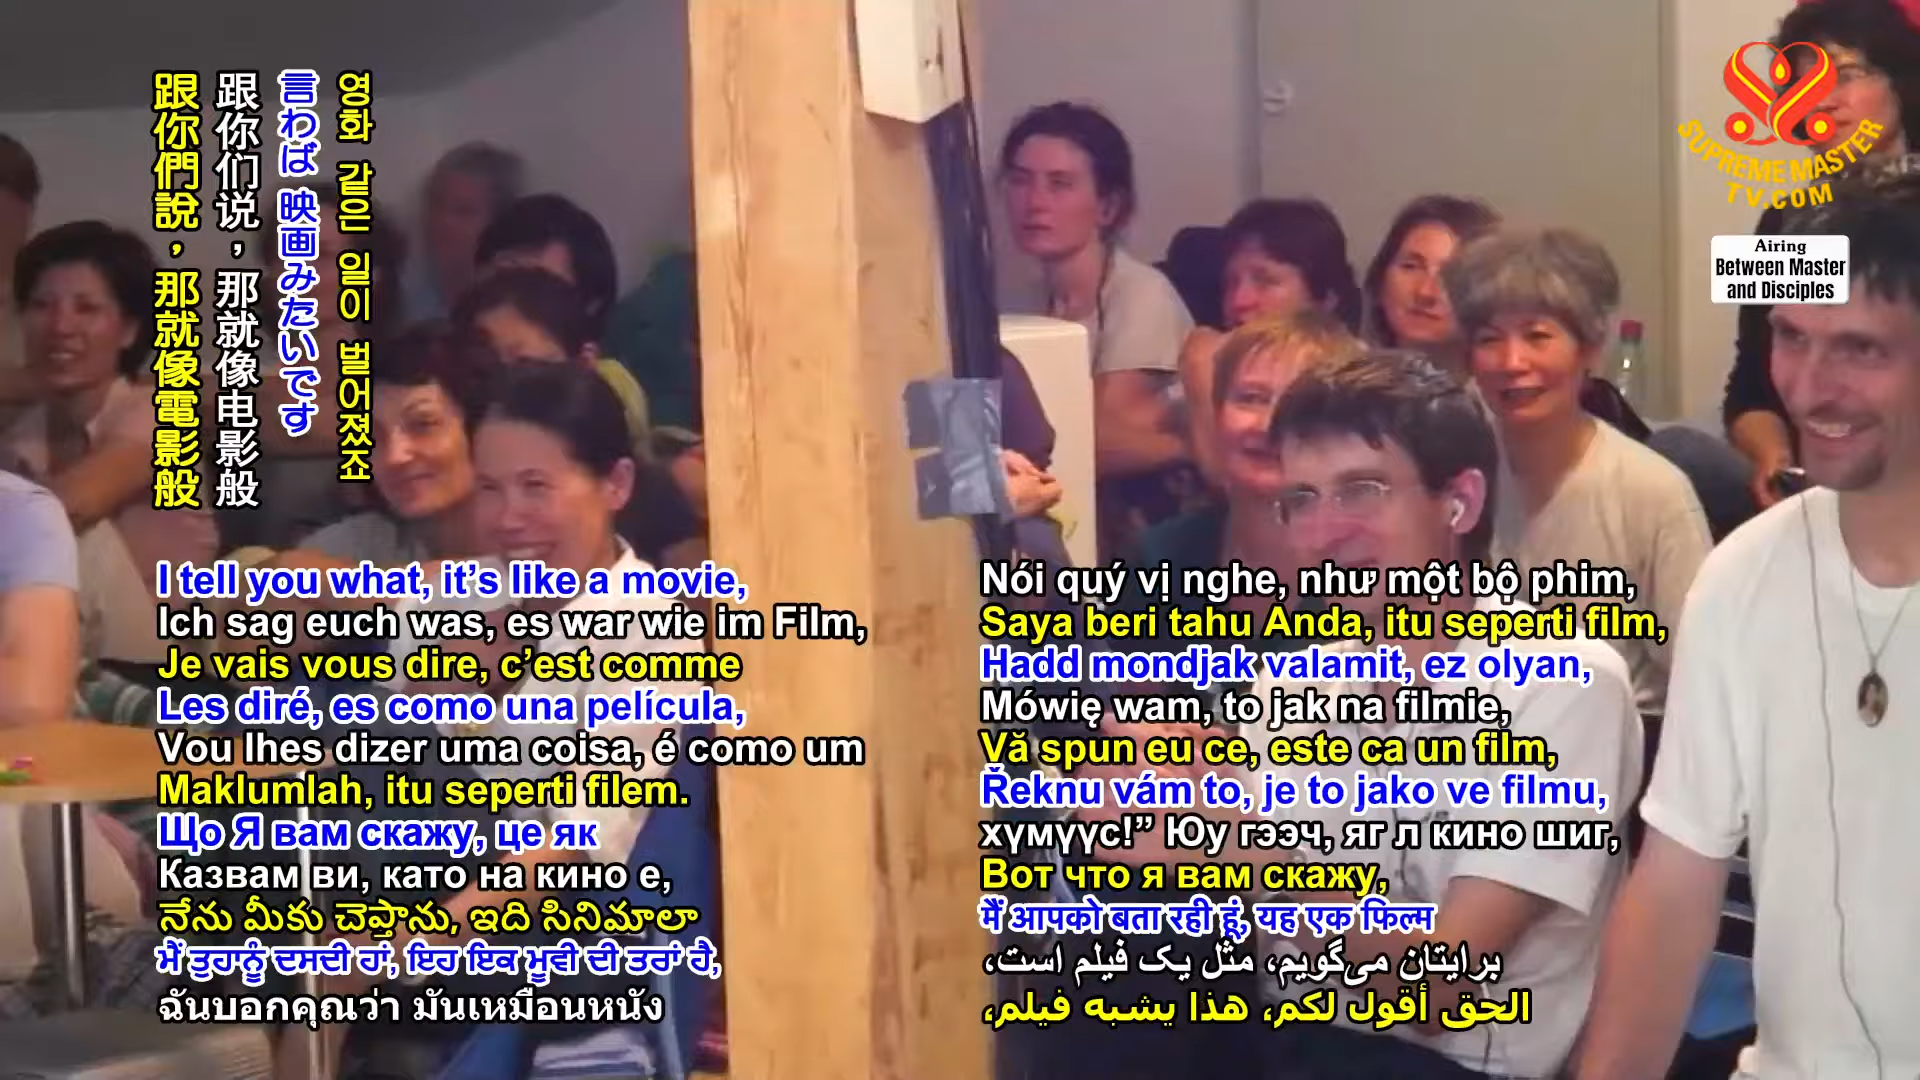 跟你們說，那就像電影般
跟你们说，那就像电影般
言わば 映画みたいです
영화 같은 일이 벌어졌죠
SUPREME MASTER
TV.COM
Airing
Between Master
and Disciples
I tell you what, it’s like a movie,
Ich sag euch was, es war wie im Film,
Je vais vous dire, c’est comme
Les diré, es como una película,
Vou lhes dizer uma coisa, é como um
Maklumlah, itu seperti filem.
Що Я вам скажу, це як
Казвам ви, като на кино е,
నేను మీకు చెప్తాను, ఇది సినిమాలా
ਮੈਂ ਤੁਹਾਨੂੰ ਦਸਦੀ ਹਾਂ, ਇਹ ਇਕ ਮੂਵੀ ਦੀ ਤਰਾਂ ਹੈ,
ฉันบอกคุณว่า มันเหมือนหนัง
Nói quý vị nghe, như một bộ phim,
Saya beri tahu Anda, itu seperti film,
Hadd mondjak valamit, ez olyan,
Mówię wam, to jak na filmie,
Vă spun eu ce, este ca un film,
Řeknu vám to, je to jako ve filmu,
хүмүүс!” Юу гээч, яг л кино шиг,
Вот что я вам скажу,
मैं आपको बता रही हूं, यह एक फिल्म
برایتان می‌گویم، مثل یک فیلم است،
الحق أقول لكم، هذا يشبه فيلم،